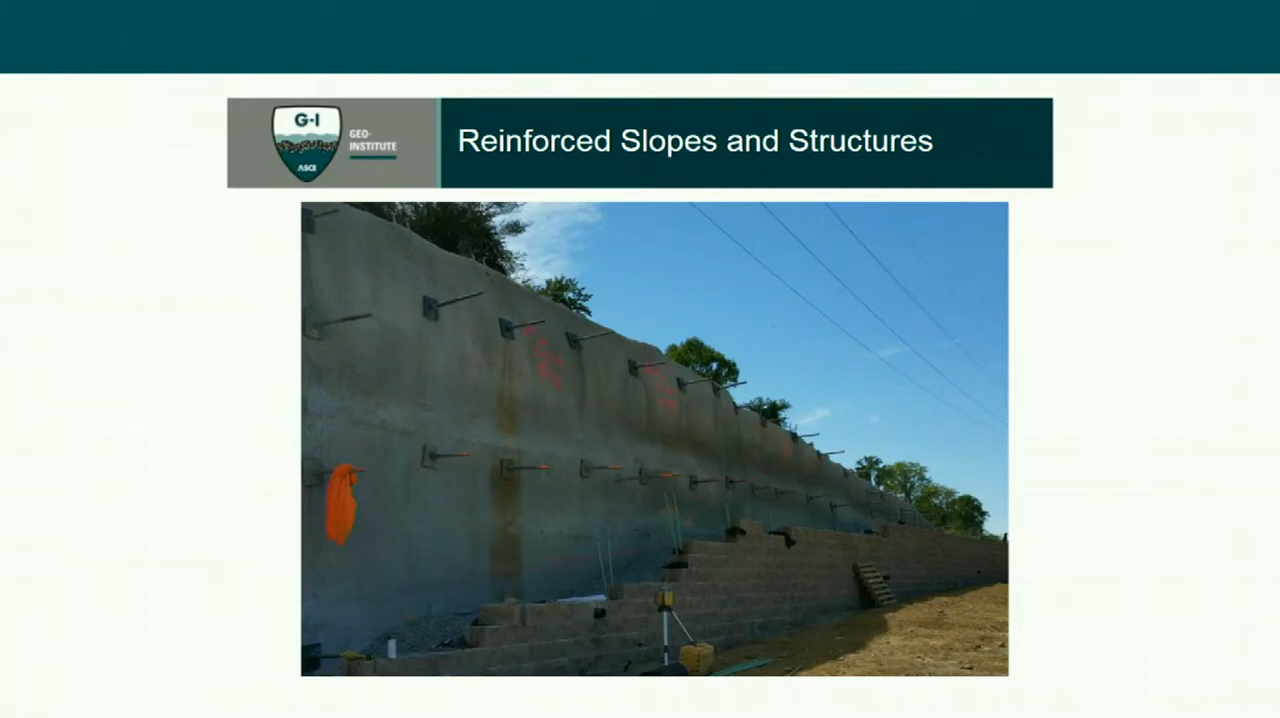 G-I
GEO-
INSTITUTE
ASCE
Reinforced Slopes and Structures